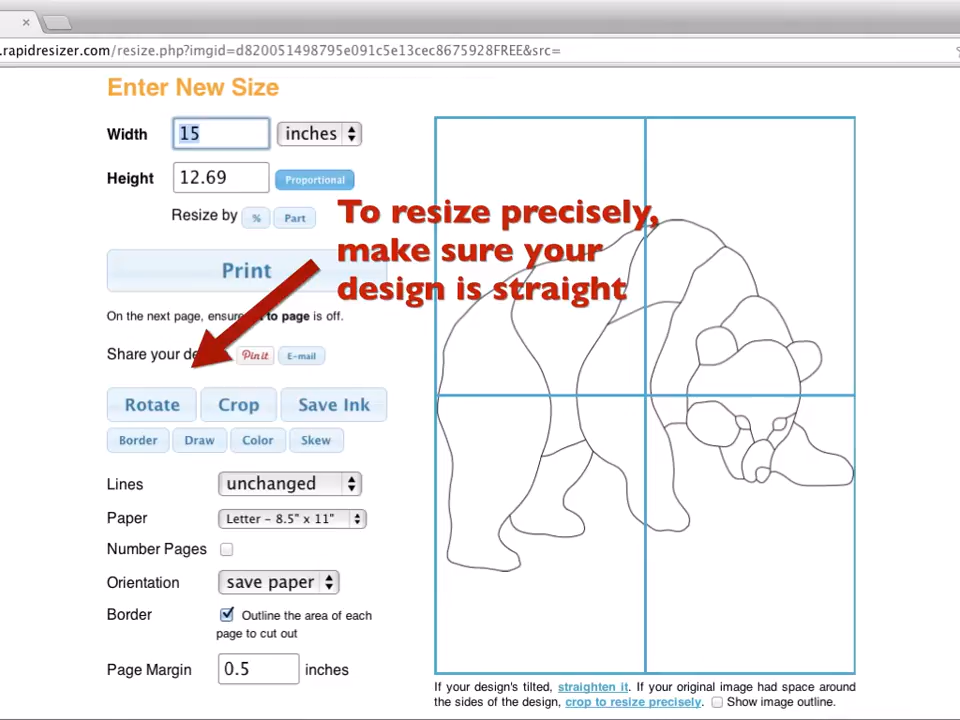 .rapidresizer.com/resize.php?imgid=d820051498795e091c5e13cec8675928FREE&src=
Enter New Size
Width 15 inches
Height 12.69 Proportional
Resize by % Part
To resize precisely,
make sure your
design is straight
Print
On the next page, ensure to page is off.
Share your de Pin it E-mail
Rotate Crop Save Ink
Border Draw Color Skew
Lines unchanged
Paper Letter - 8.5" x 11"
Number Pages
Orientation save paper
Border Outline the area of each
page to cut out
Page Margin 0.5 inches
If your design's tilted, straighten it. If your original image had space around
the sides of the design, crop to resize precisely. Show image outline.